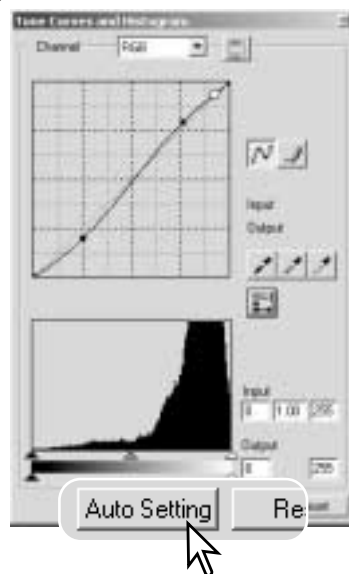 Tone Curves and Histogram
Channel RGB
Input
Output
Input
0 1.00 255
Output
0 255
Auto Setting Re